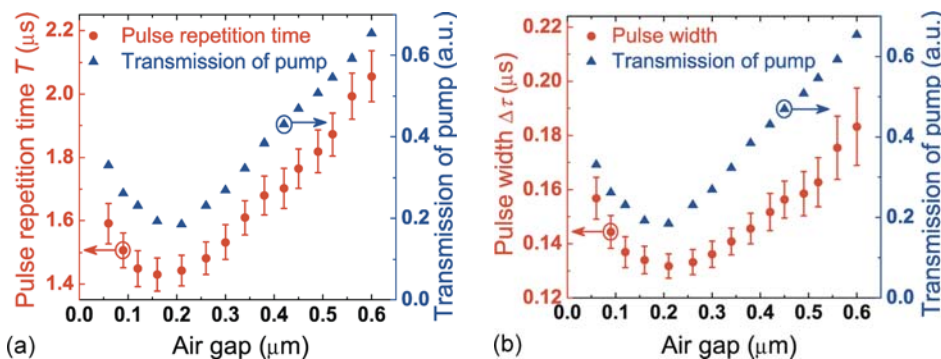 Pulse repetition time T (μs)
2.2
2.0
1.8
1.6
1.4
Pulse repetition time
Transmission of pump
0.6
0.4
0.2
0.0
Transmission of pump (a.u.)
0.0 0.1 0.2 0.3 0.4 0.5 0.6
Air gap (μm)
(a)
Pulse width Δτ (μs)
0.22
0.20
0.18
0.16
0.14
0.12
Pulse width
Transmission of pump
0.6
0.4
0.2
0.0
Transmission of pump (a.u.)
0.0 0.1 0.2 0.3 0.4 0.5 0.6
Air gap (μm)
(b)